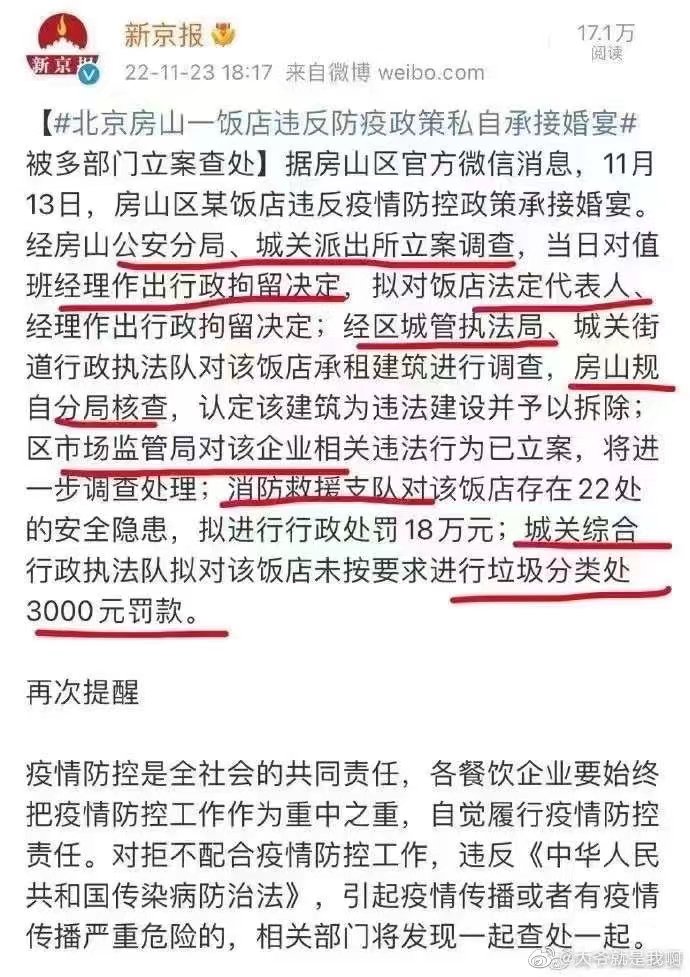 新京报
17.1万
阅读
新京报
22-11-23 18:17 来自微博 weibo.com
【#北京房山一饭店违反防疫政策私自承接婚宴#
被多部门立案查处】据房山区官方微信消息，11月
13日，房山区某饭店违反疫情防控政策承接婚宴。
经房山公安分局、城关派出所立案调查，当日对值
班经理作出行政拘留决定，拟对饭店法定代表人、
经理作出行政拘留决定；经区城管执法局、城关街
道行政执法队对该饭店承租建筑进行调查，房山规
自分局核查，认定该建筑为违法建设并予以拆除；
区市场监管局对该企业相关违法行为已立案，将进
一步调查处理；消防救援支队对该饭店存在22处
的安全隐患，拟进行行政处罚18万元；城关综合
行政执法队拟对该饭店未按要求进行垃圾分类处
3000元罚款。
再次提醒
疫情防控是全社会的共同责任，各餐饮企业要始终
把疫情防控工作作为重中之重，自觉履行疫情防控
责任。对拒不配合疫情防控工作，违反《中华人民
共和国传染病防治法》，引起疫情传播或者有疫情
传播严重危险的，相关部门将发现一起查处一起。
@大爷就是我啊